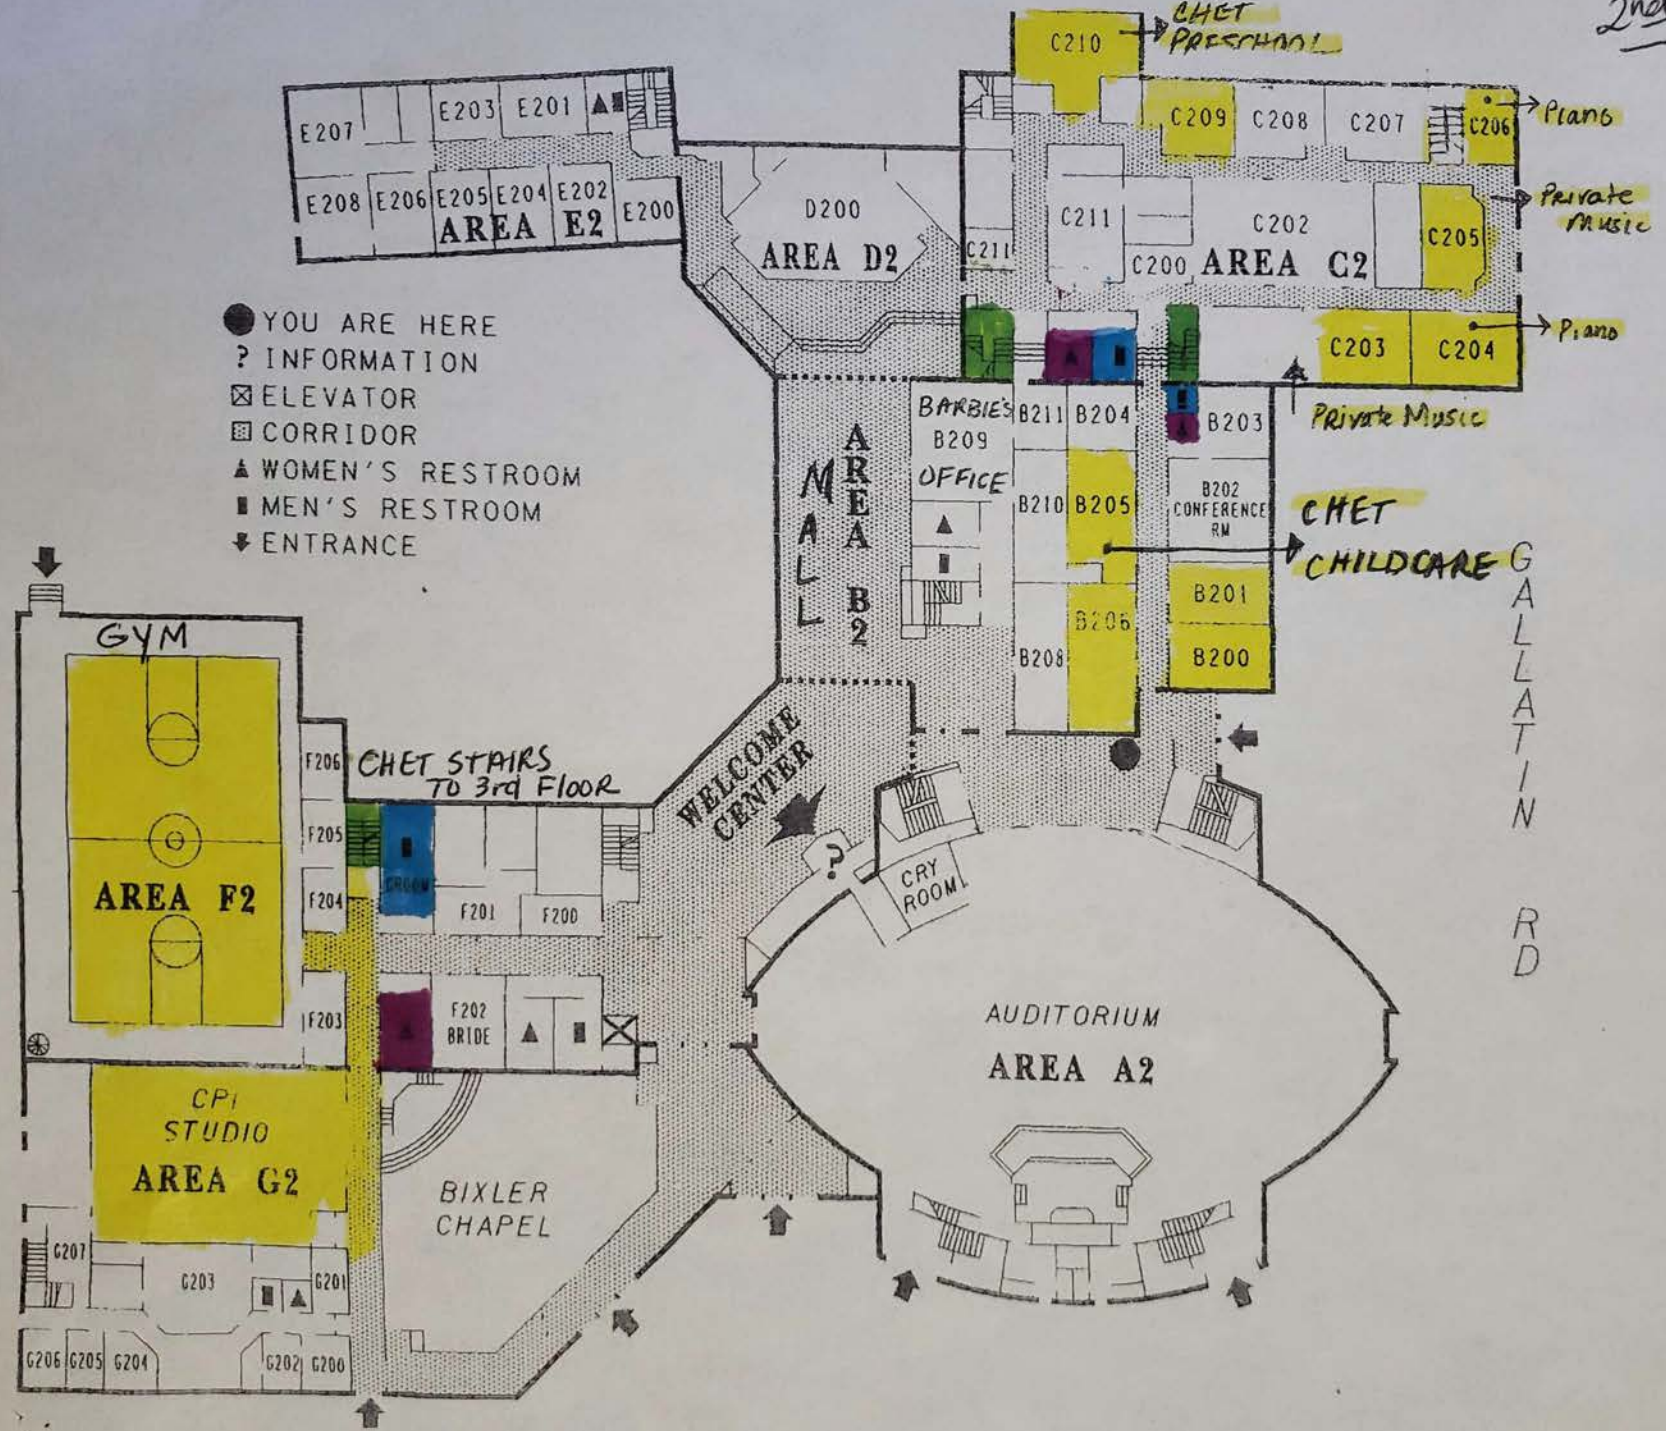 2nd
CHET
PRESCHOOL
C210
E207
E203
E201
C209
C208
C207
C206
Piano
E208
E206
E205
E204
E202
E200
AREA E2
D200
AREA D2
C211
C211
C200
C202
AREA C2
C205
Private
Music
YOU ARE HERE
? INFORMATION
ELEVATOR
CORRIDOR
WOMEN'S RESTROOM
MEN'S RESTROOM
ENTRANCE
C203
C204
Piano
Private Music
BARBIE'S
B209
OFFICE
B211
B204
B203
AREA B2
MALL
B210
B205
B202
CONFERENCE
RM
CHET
CHILDCARE
B201
B206
B208
B200
GALLATIN RD
GYM
F206
CHET STAIRS
TO 3rd FLOOR
WELCOME
CENTER
F205
GROOM
F204
F201
F200
AREA F2
?
CRY
ROOM
F203
F202
BRIDE
AUDITORIUM
AREA A2
CPI
STUDIO
AREA G2
BIXLER
CHAPEL
G207
G203
G201
G206
G205
G204
G202
G200